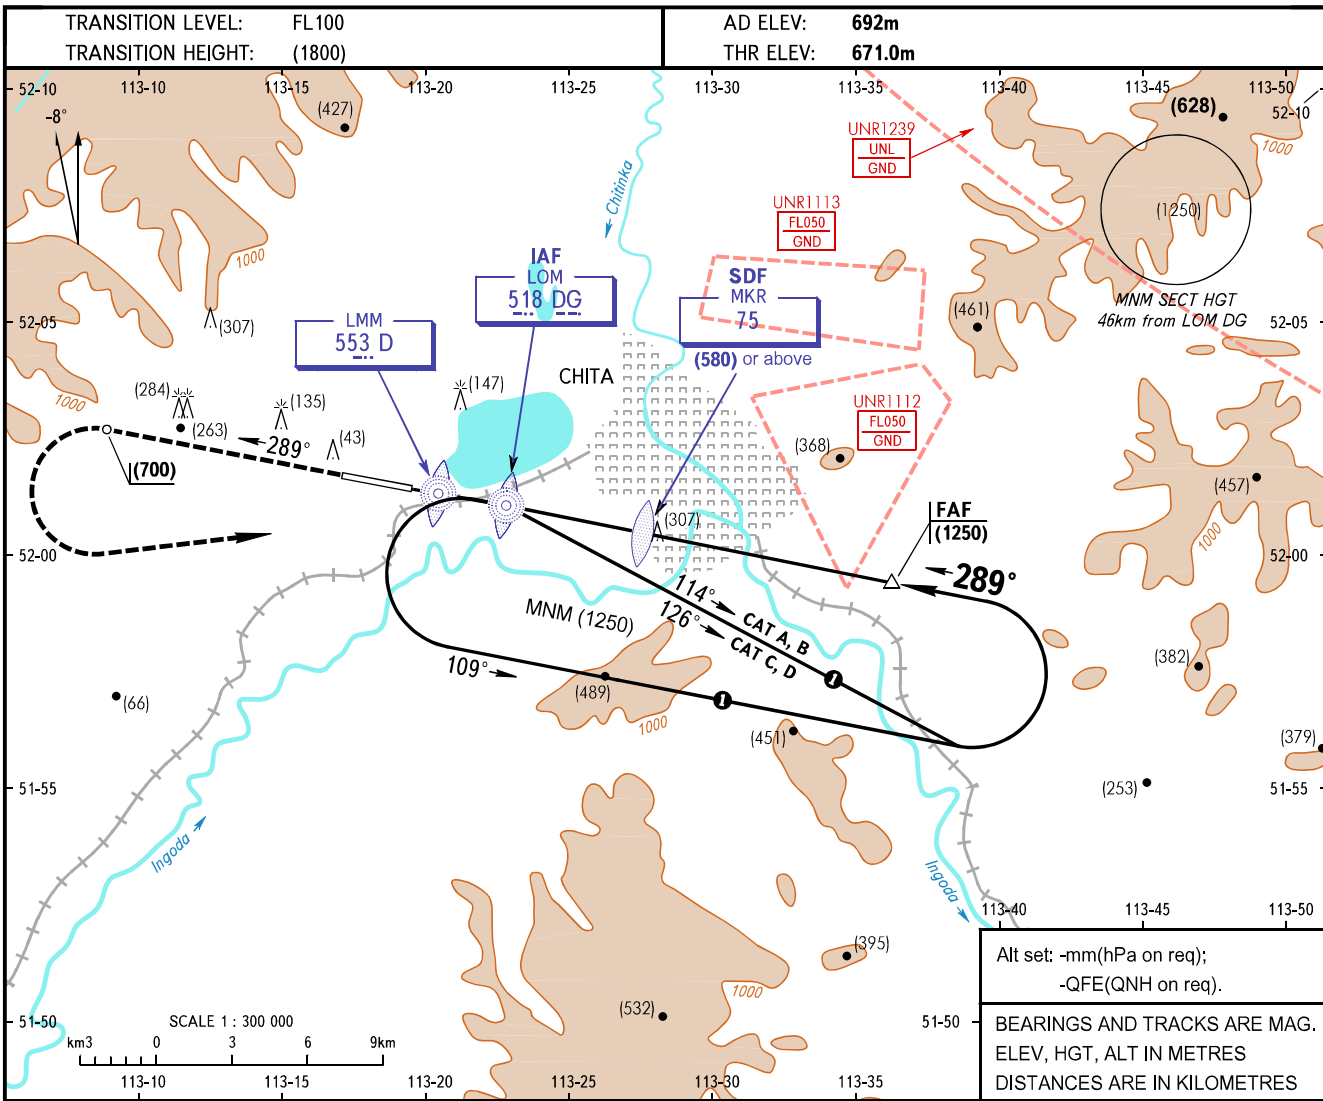 TRANSITION LEVEL: FL100
TRANSITION HEIGHT: (1800)
AD ELEV: 692m
THR ELEV: 671.0m
52-10
113-10
113-15
113-20
113-25
113-30
113-35
113-40
113-45
113-50
52-10
-8°
(427)
(628)
1000
UNR1239
UNL
GND
Chitinka
UNR1113
FL050
GND
(1250)
1000
IAF
LOM
518 DG
SDF
MKR
75
(580) or above
MNM SECT HGT
46km from LOM DG
52-05
(307)
LMM
553 D
(461)
52-05
CHITA
1000
(284)
(263)
(135)
(147)
(43)
289°
UNR1112
FL050
GND
(368)
(457)
(700)
(307)
FAF
(1250)
1000
52-00
52-00
289°
114°
CAT A, B
126°
CAT C, D
MNM (1250)
109°
1
1
(489)
1000
(382)
(66)
(451)
(379)
51-55
(253)
51-55
Ingoda
Ingoda
113-40
113-45
113-50
(395)
1000
(532)
51-50
51-50
Alt set: -mm(hPa on req);
-QFE(QNH on req).
BEARINGS AND TRACKS ARE MAG.
ELEV, HGT, ALT IN METRES
DISTANCES ARE IN KILOMETRES
SCALE 1 : 300 000
km3 0 3 6 9km
113-10
113-15
113-20
113-25
113-30
113-35